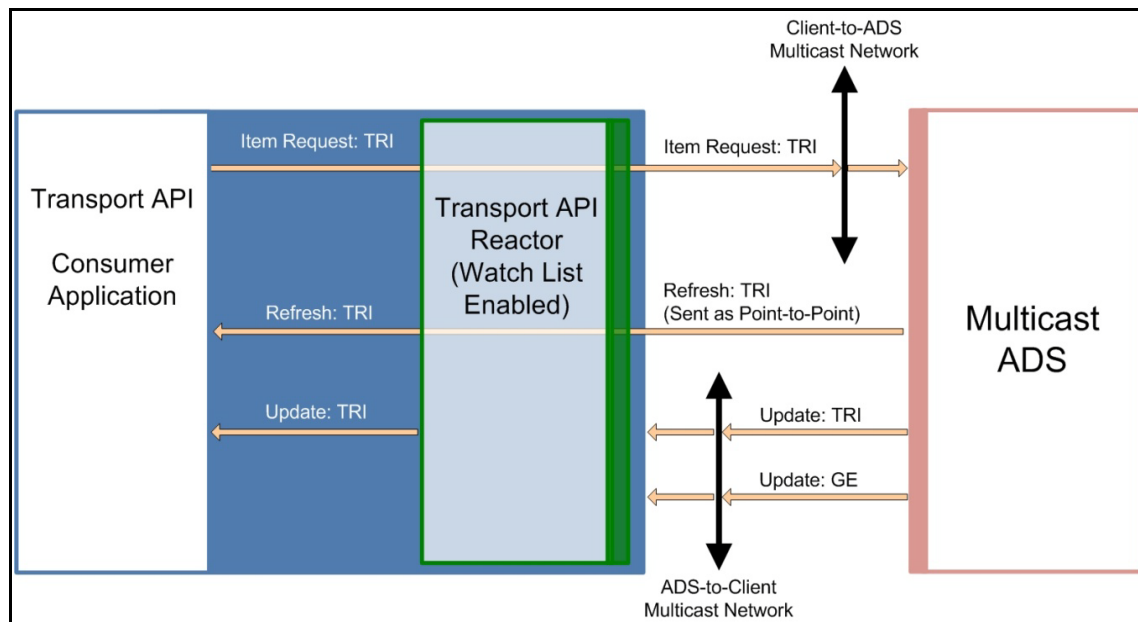 Client-to-ADS
Multicast Network
Item Request: TRI
Item Request: TRI
Transport API
Consumer
Application
Transport API
Reactor
(Watch List
Enabled)
Refresh: TRI
Refresh: TRI
(Sent as Point-to-Point)
Multicast
ADS
Update: TRI
Update: TRI
Update: GE
ADS-to-Client
Multicast Network